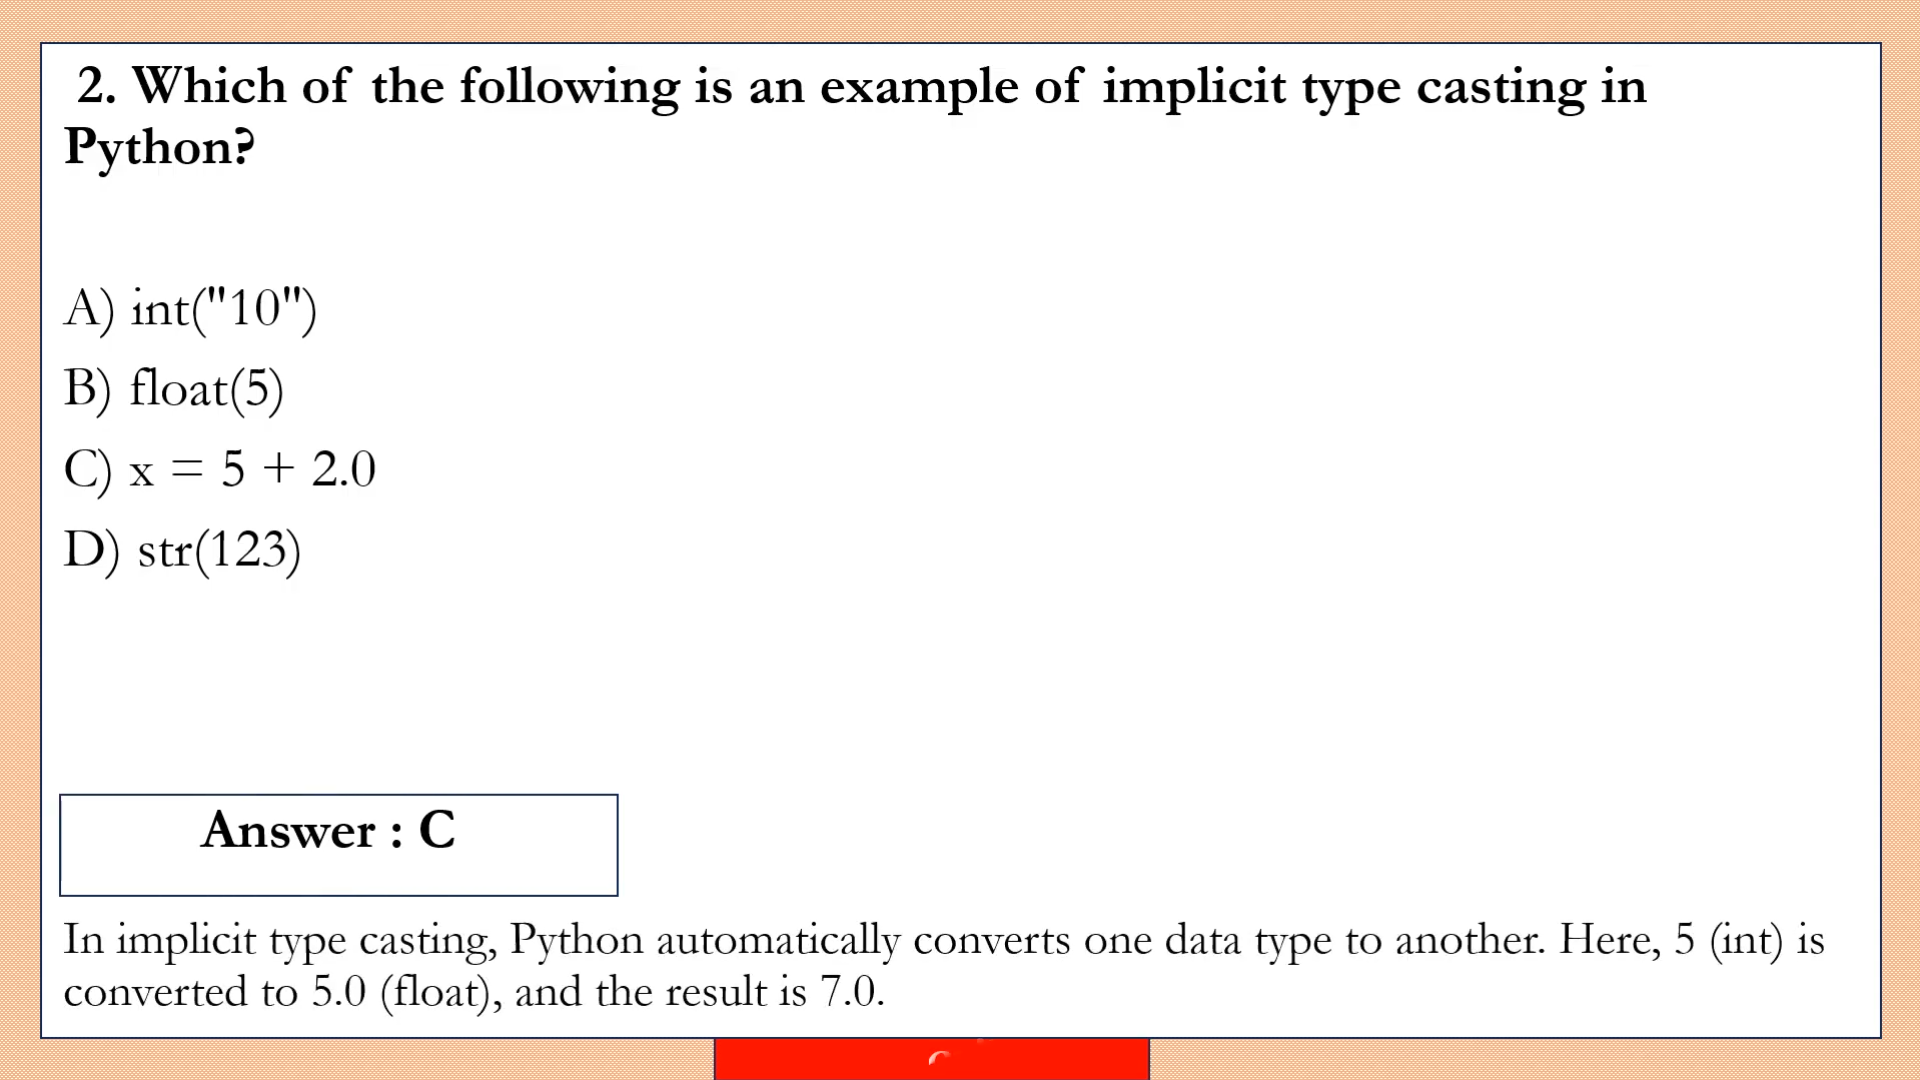 2. Which of the following is an example of implicit type casting in
Python?
A) int("10")
B) float(5)
C) x = 5 + 2.0
D) str(123)
Answer : C
In implicit type casting, Python automatically converts one data type to another. Here, 5 (int) is
converted to 5.0 (float), and the result is 7.0.